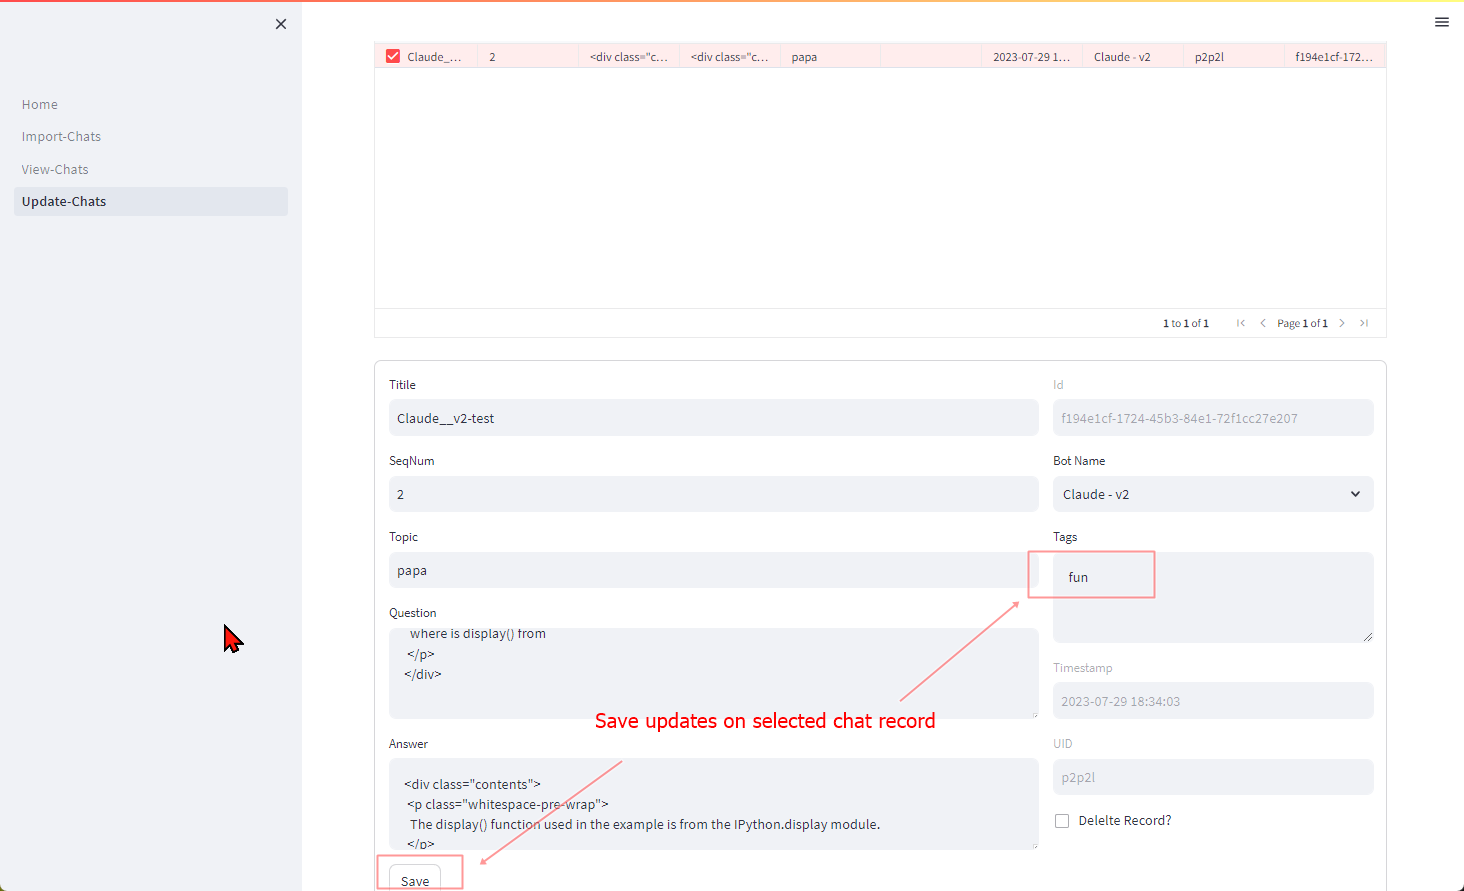 Home
Import-Chats
View-Chats
Update-Chats
Claude_... 2 <div class="c... <div class="c... papa 2023-07-29 1... Claude - v2 p2p2l f194e1cf-172...
1 to 1 of 1 Page 1 of 1
Titile
Claude__v2-test
Id
f194e1cf-1724-45b3-84e1-72f1cc27e207
SeqNum
2
Bot Name
Claude - v2
Topic
papa
Tags
fun
Question
where is display() from
</p>
</div>
Timestamp
2023-07-29 18:34:03
Save updates on selected chat record
Answer
<div class="contents">
<p class="whitespace-pre-wrap">
The display() function used in the example is from the IPython.display module.
</p>
UID
p2p2l
Delelte Record?
Save